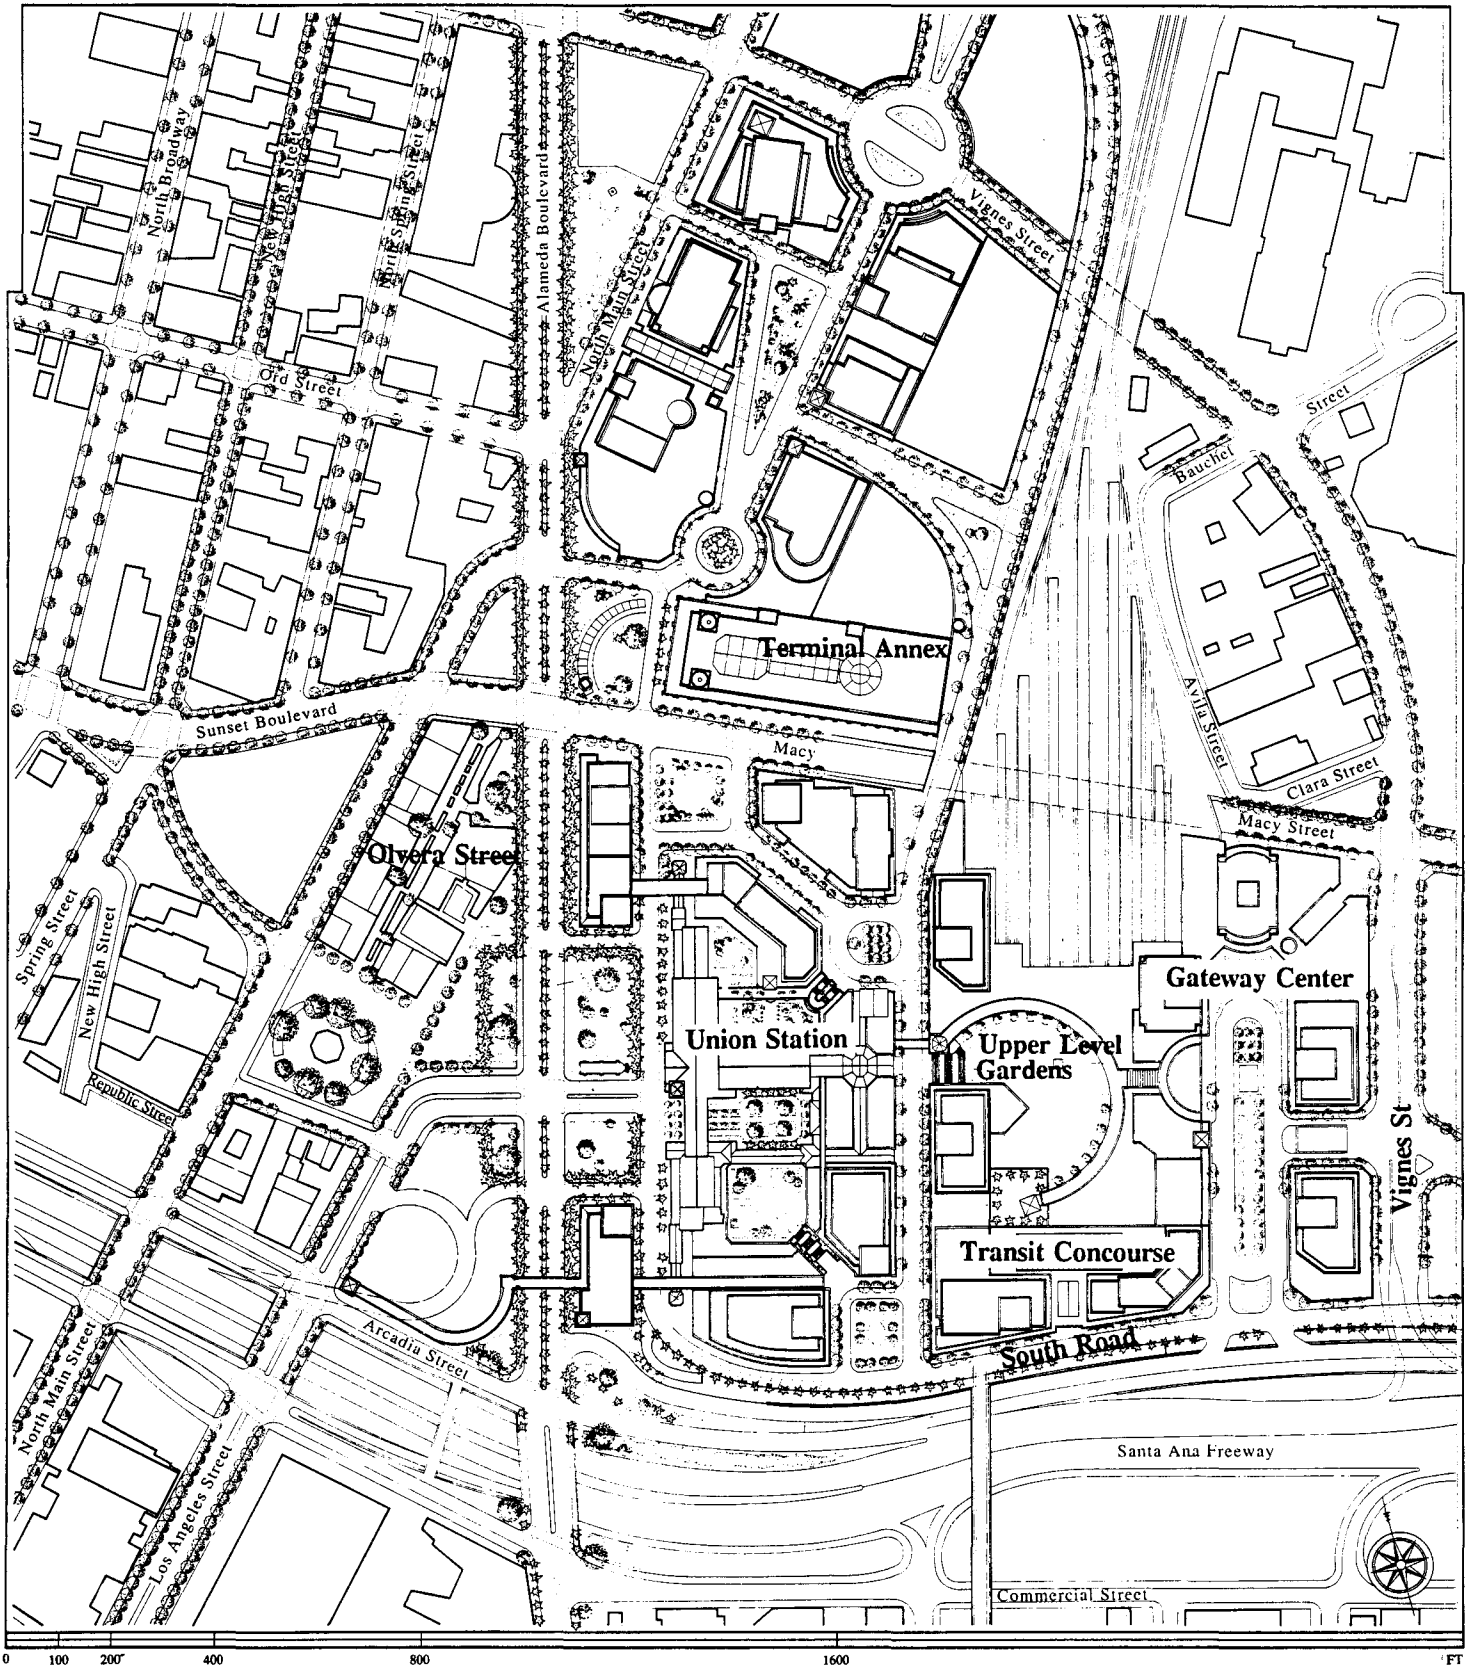 North Broadway
New High Street
North Spring Street
Alameda Boulevard
North Main Street
Vignes Street
Ord Street
Street
Bauchet
Terminal Annex
Avila Street
Sunset Boulevard
Macy
Clara Street
Macy Street
Olvera Street
Spring Street
New High Street
Gateway Center
Union Station
Upper Level
Gardens
Republic Street
Vignes St
Transit Concourse
Arcadia Street
South Road
North Main Street
Los Angeles Street
Santa Ana Freeway
Commercial Street
0 100 200' 400 800 1600 FT